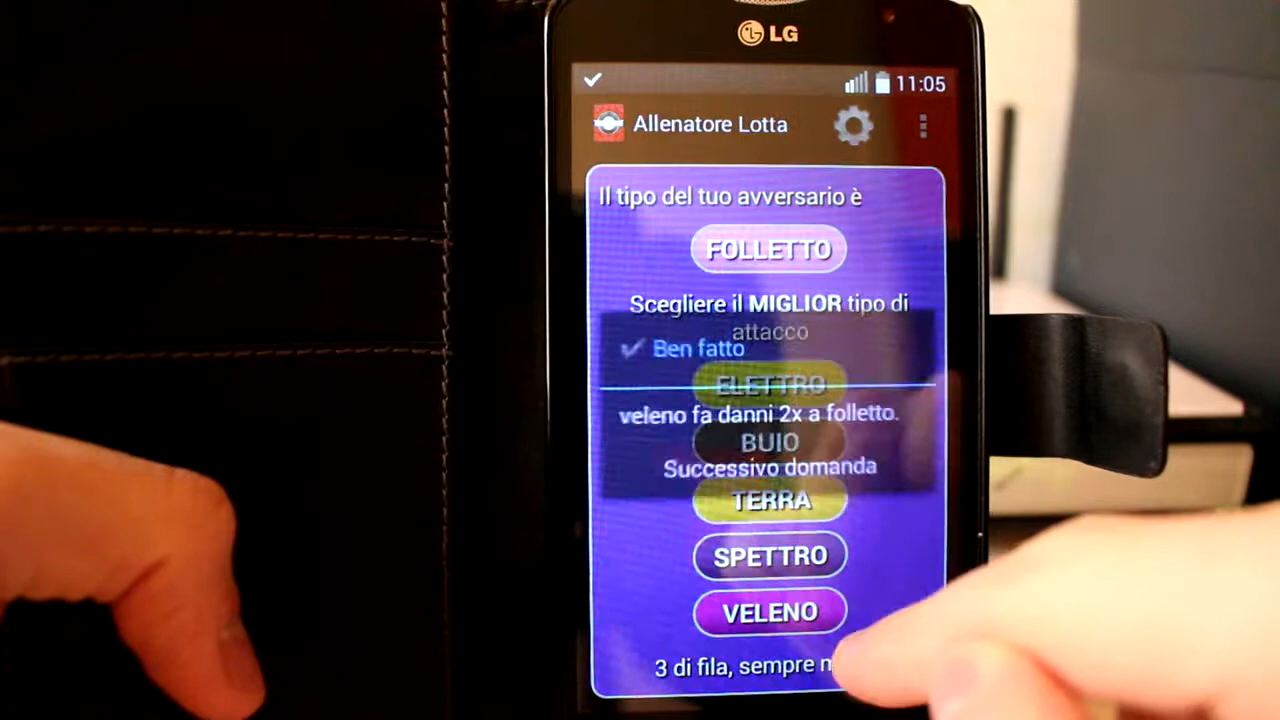 LG
11:05
Allenatore Lotta
Il tipo del tuo avversario è
FOLLETTO
Scegliere il MIGLIOR tipo di
attacco
Ben fatto
ELETTRO
veleno fa danni 2x a folletto.
BUIO
Successivo domanda
TERRA
SPETTRO
VELENO
3 di fila, sempre